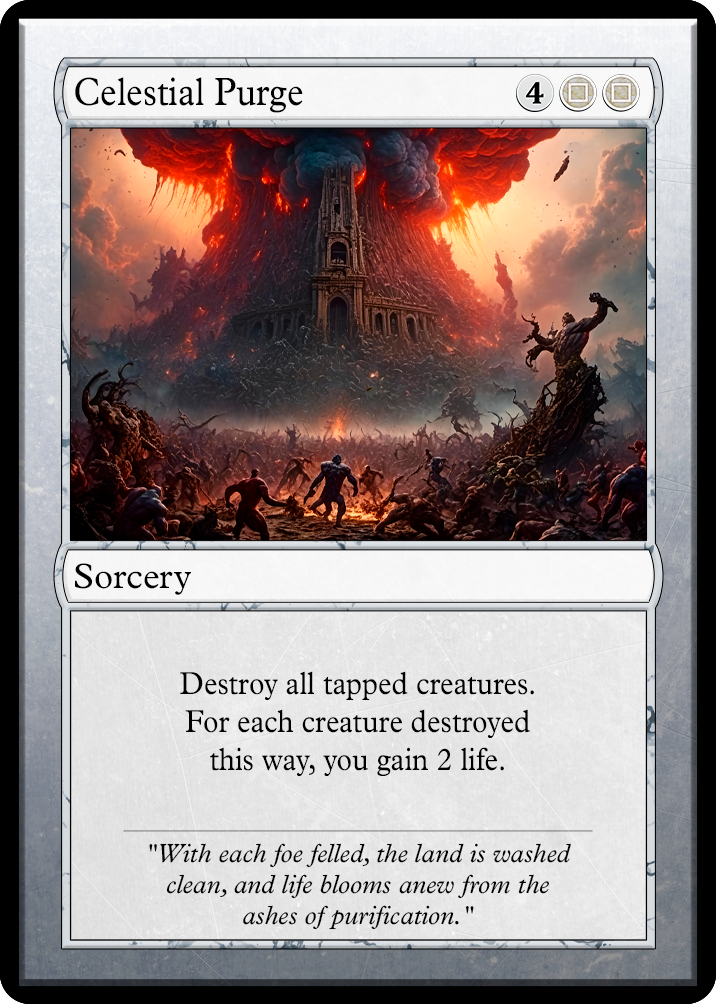 Celestial Purge 4
Sorcery
Destroy all tapped creatures.
For each creature destroyed
this way, you gain 2 life.
"With each foe felled, the land is washed
clean, and life blooms anew from the
ashes of purification."